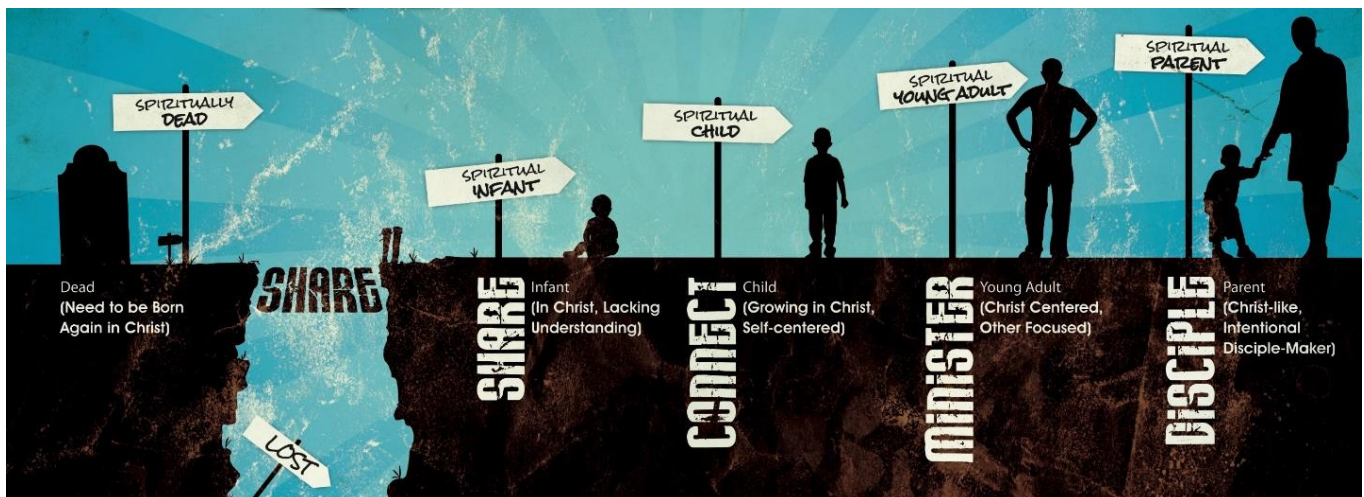 SPIRITUALLY
DEAD
SPIRITUAL
INFANT
SPIRITUAL
CHILD
SPIRITUAL
YOUNG ADULT
SPIRITUAL
PARENT
Dead
(Need to be Born
Again in Christ)
SHARE
LOST
SHARE
Infant
(In Christ, Lacking
Understanding)
CONNECT
Child
(Growing in Christ,
Self-centered)
MINISTER
Young Adult
(Christ Centered,
Other Focused)
DISCIPLE
Parent
(Christ-like,
Intentional
Disciple-Maker)